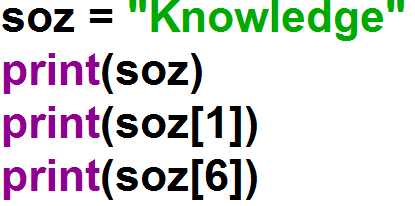 soz = "Knowledge"
print(soz)
print(soz[1])
print(soz[6])